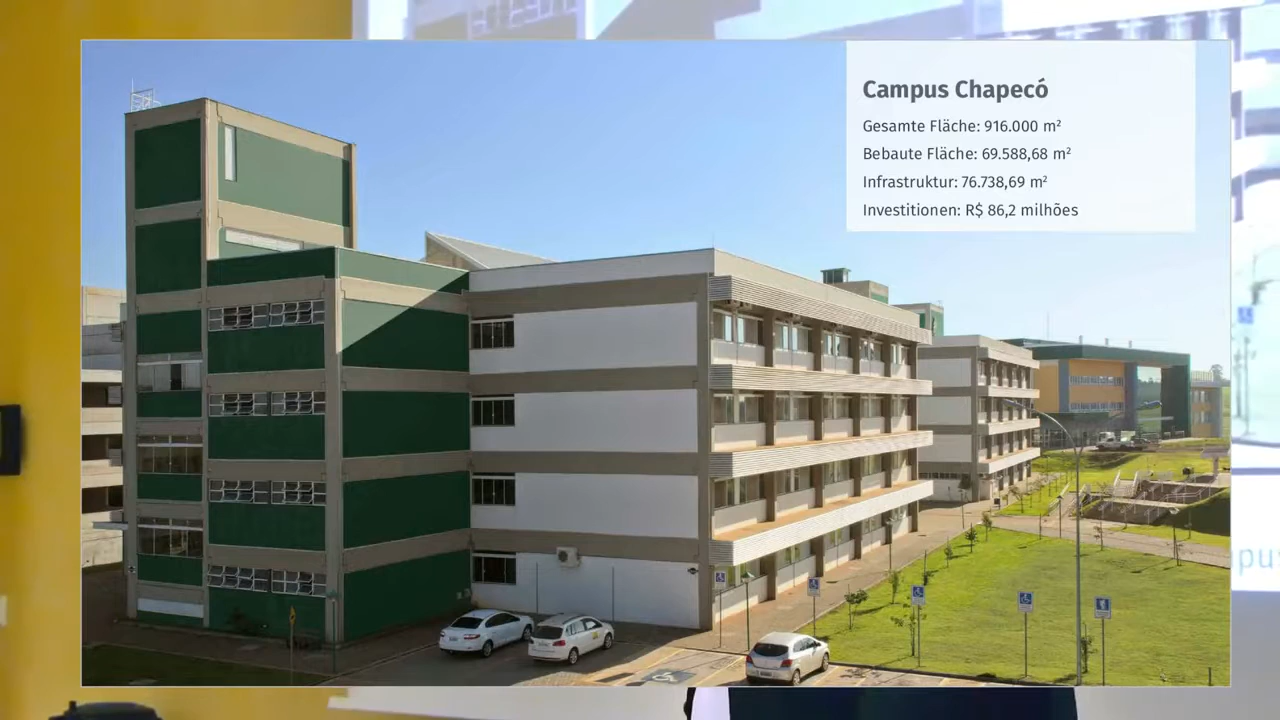 Campus Chapecó
Gesamte Fläche: 916.000 m²
Bebaute Fläche: 69.588,68 m²
Infrastruktur: 76.738,69 m²
Investitionen: R$ 86,2 milhões